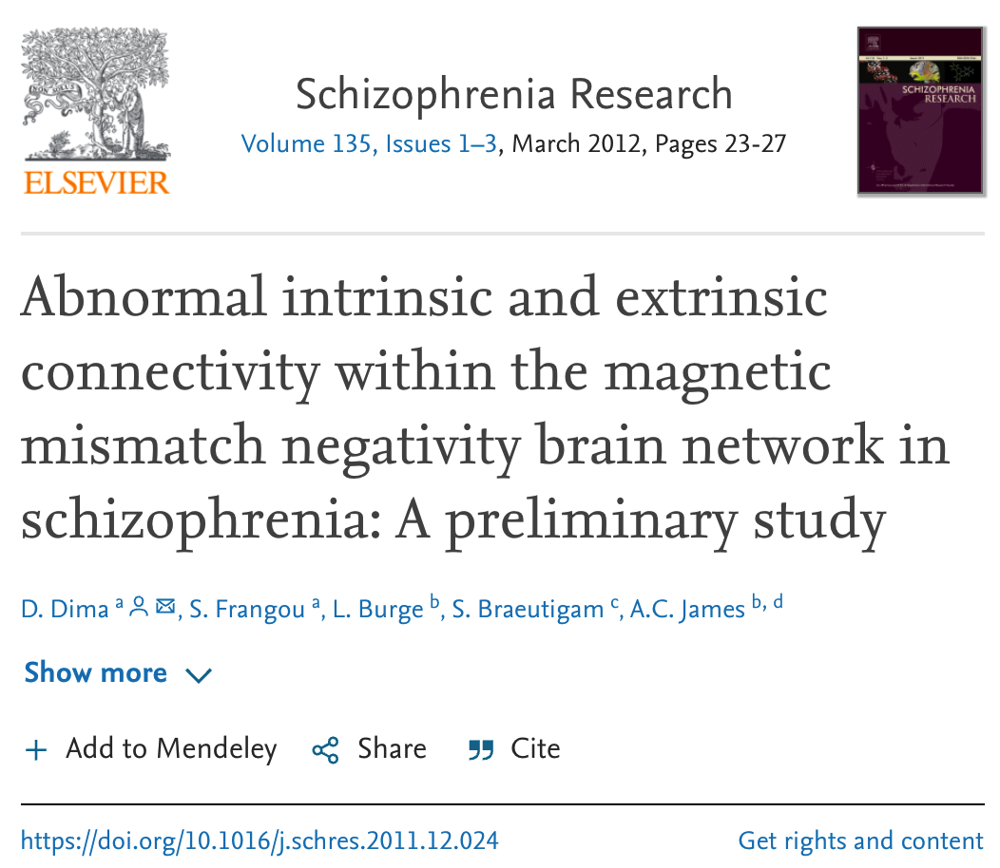 ELSEVIER
Schizophrenia Research
Volume 135, Issues 1–3, March 2012, Pages 23-27
SCHIZOPHRENIA
RESEARCH
Abnormal intrinsic and extrinsic
connectivity within the magnetic
mismatch negativity brain network in
schizophrenia: A preliminary study
D. Dima a, S. Frangou a, L. Burge b, S. Braeutigam c, A.C. James b, d
Show more
Add to Mendeley Share Cite
https://doi.org/10.1016/j.schres.2011.12.024 Get rights and content